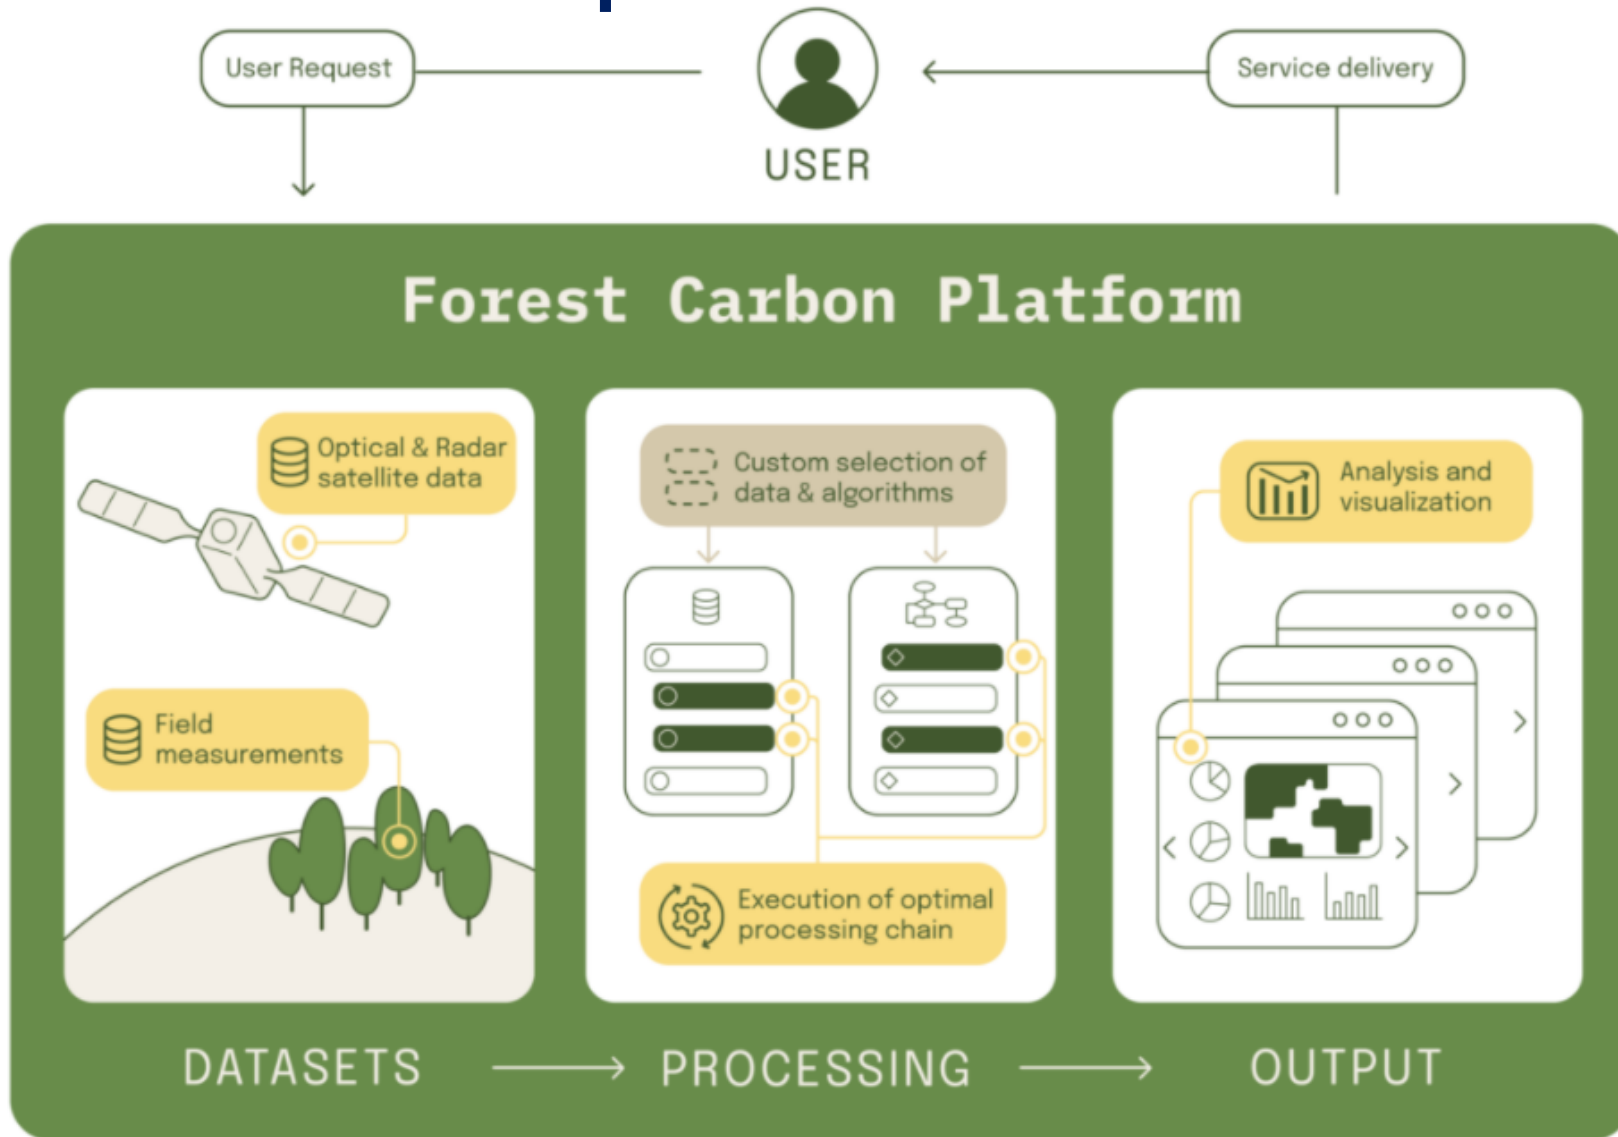 User Request
Service delivery
USER
Forest Carbon Platform
Optical & Radar
satellite data
Field
measurements
Custom selection of
data & algorithms
Execution of optimal
processing chain
Analysis and
visualization
DATASETS
PROCESSING
OUTPUT